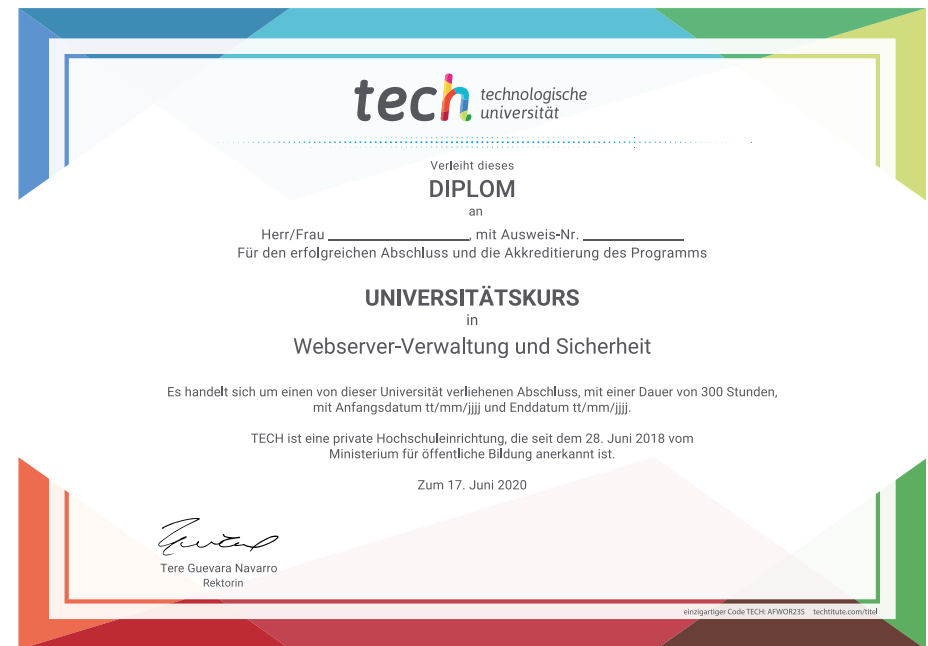 tech technologische
universität
Verleiht dieses
DIPLOM
an
Herr/Frau ____________________, mit Ausweis-Nr. __________________
Für den erfolgreichen Abschluss und die Akkreditierung des Programms
UNIVERSITÄTSKURS
in
Webserver-Verwaltung und Sicherheit
Es handelt sich um einen von dieser Universität verliehenen Abschluss, mit einer Dauer von 300 Stunden,
mit Anfangsdatum tt/mm/jjjj und Enddatum tt/mm/jjjj.
TECH ist eine private Hochschuleinrichtung, die seit dem 28. Juni 2018 vom
Ministerium für öffentliche Bildung anerkannt ist.
Zum 17. Juni 2020
Tere Guevara Navarro
Rektorin
einzigartiger Code TECH: AFWOR23S techtitute.com/titel